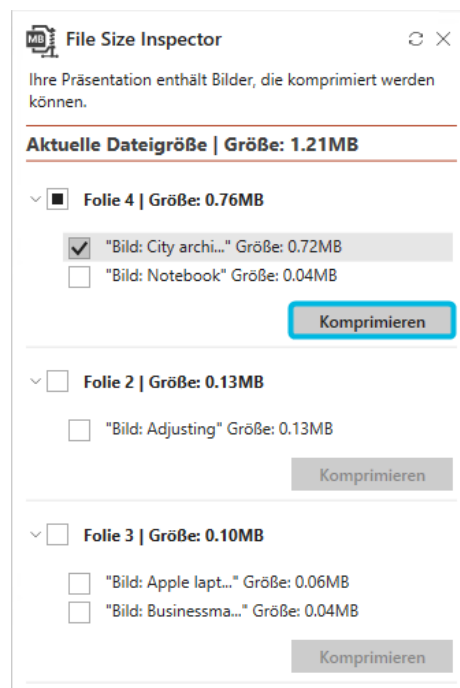 MB
File Size Inspector
Ihre Präsentation enthält Bilder, die komprimiert werden
können.
Aktuelle Dateigröße | Größe: 1.21MB
Folie 4 | Größe: 0.76MB
"Bild: City archi..." Größe: 0.72MB
"Bild: Notebook" Größe: 0.04MB
Komprimieren
Folie 2 | Größe: 0.13MB
"Bild: Adjusting" Größe: 0.13MB
Komprimieren
Folie 3 | Größe: 0.10MB
"Bild: Apple lapt..." Größe: 0.06MB
"Bild: Businessma..." Größe: 0.04MB
Komprimieren